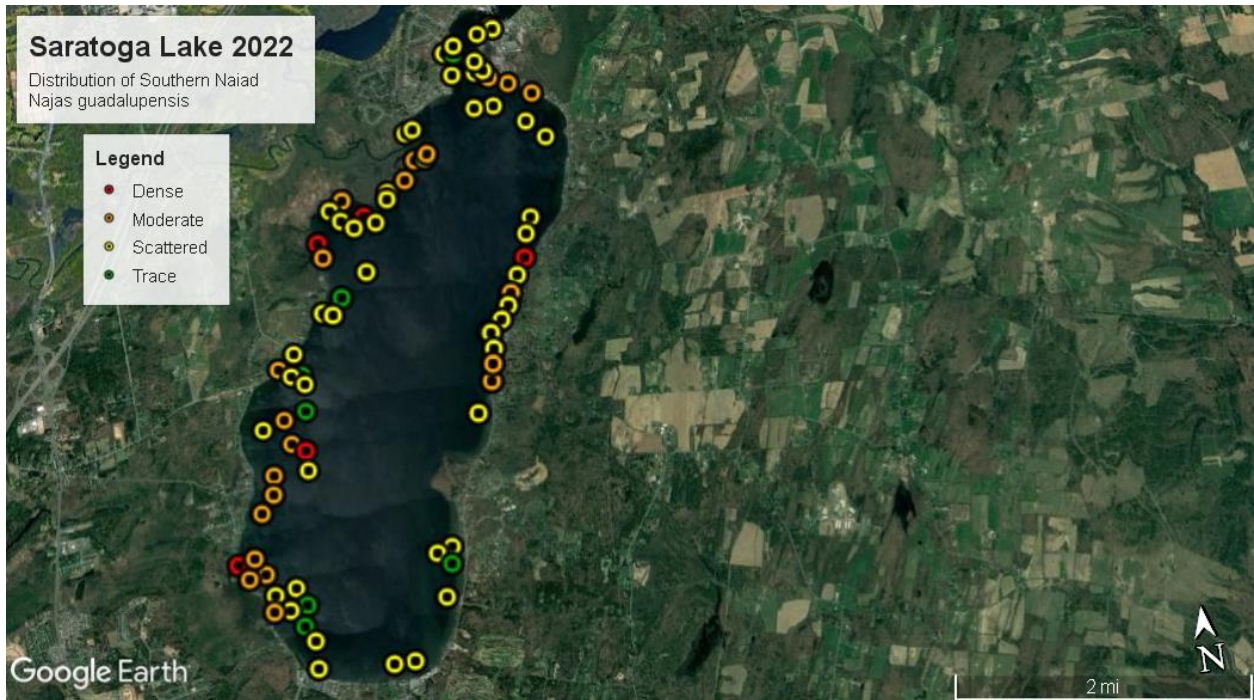 Saratoga Lake 2022
Distribution of Southern Naiad
Najas guadalupensis
Legend
Dense
Moderate
Scattered
Trace
Google Earth
N
2 mi